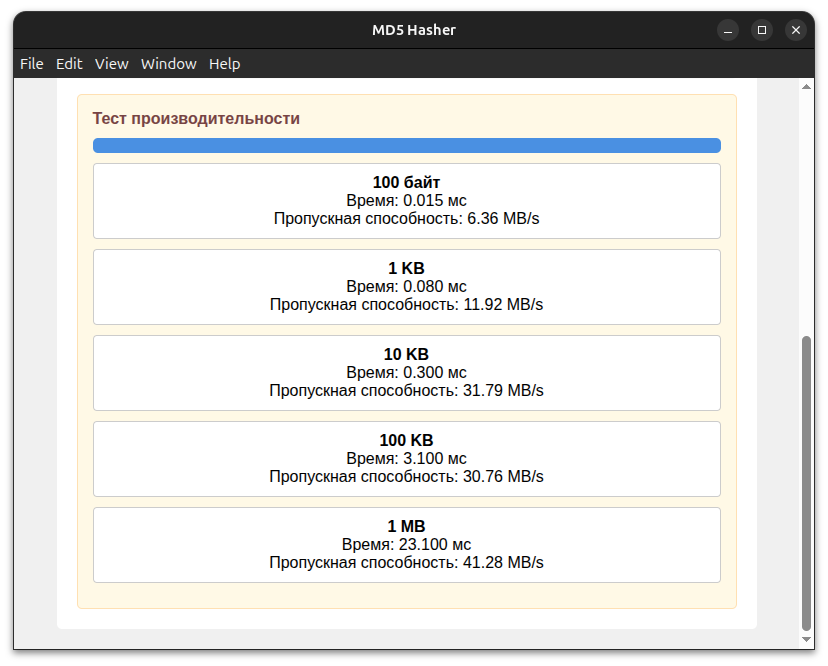 MD5 Hasher
File Edit View Window Help
Тест производительности
100 байт
Время: 0.015 мс
Пропускная способность: 6.36 MB/s
1 KB
Время: 0.080 мс
Пропускная способность: 11.92 MB/s
10 KB
Время: 0.300 мс
Пропускная способность: 31.79 MB/s
100 KB
Время: 3.100 мс
Пропускная способность: 30.76 MB/s
1 MB
Время: 23.100 мс
Пропускная способность: 41.28 MB/s